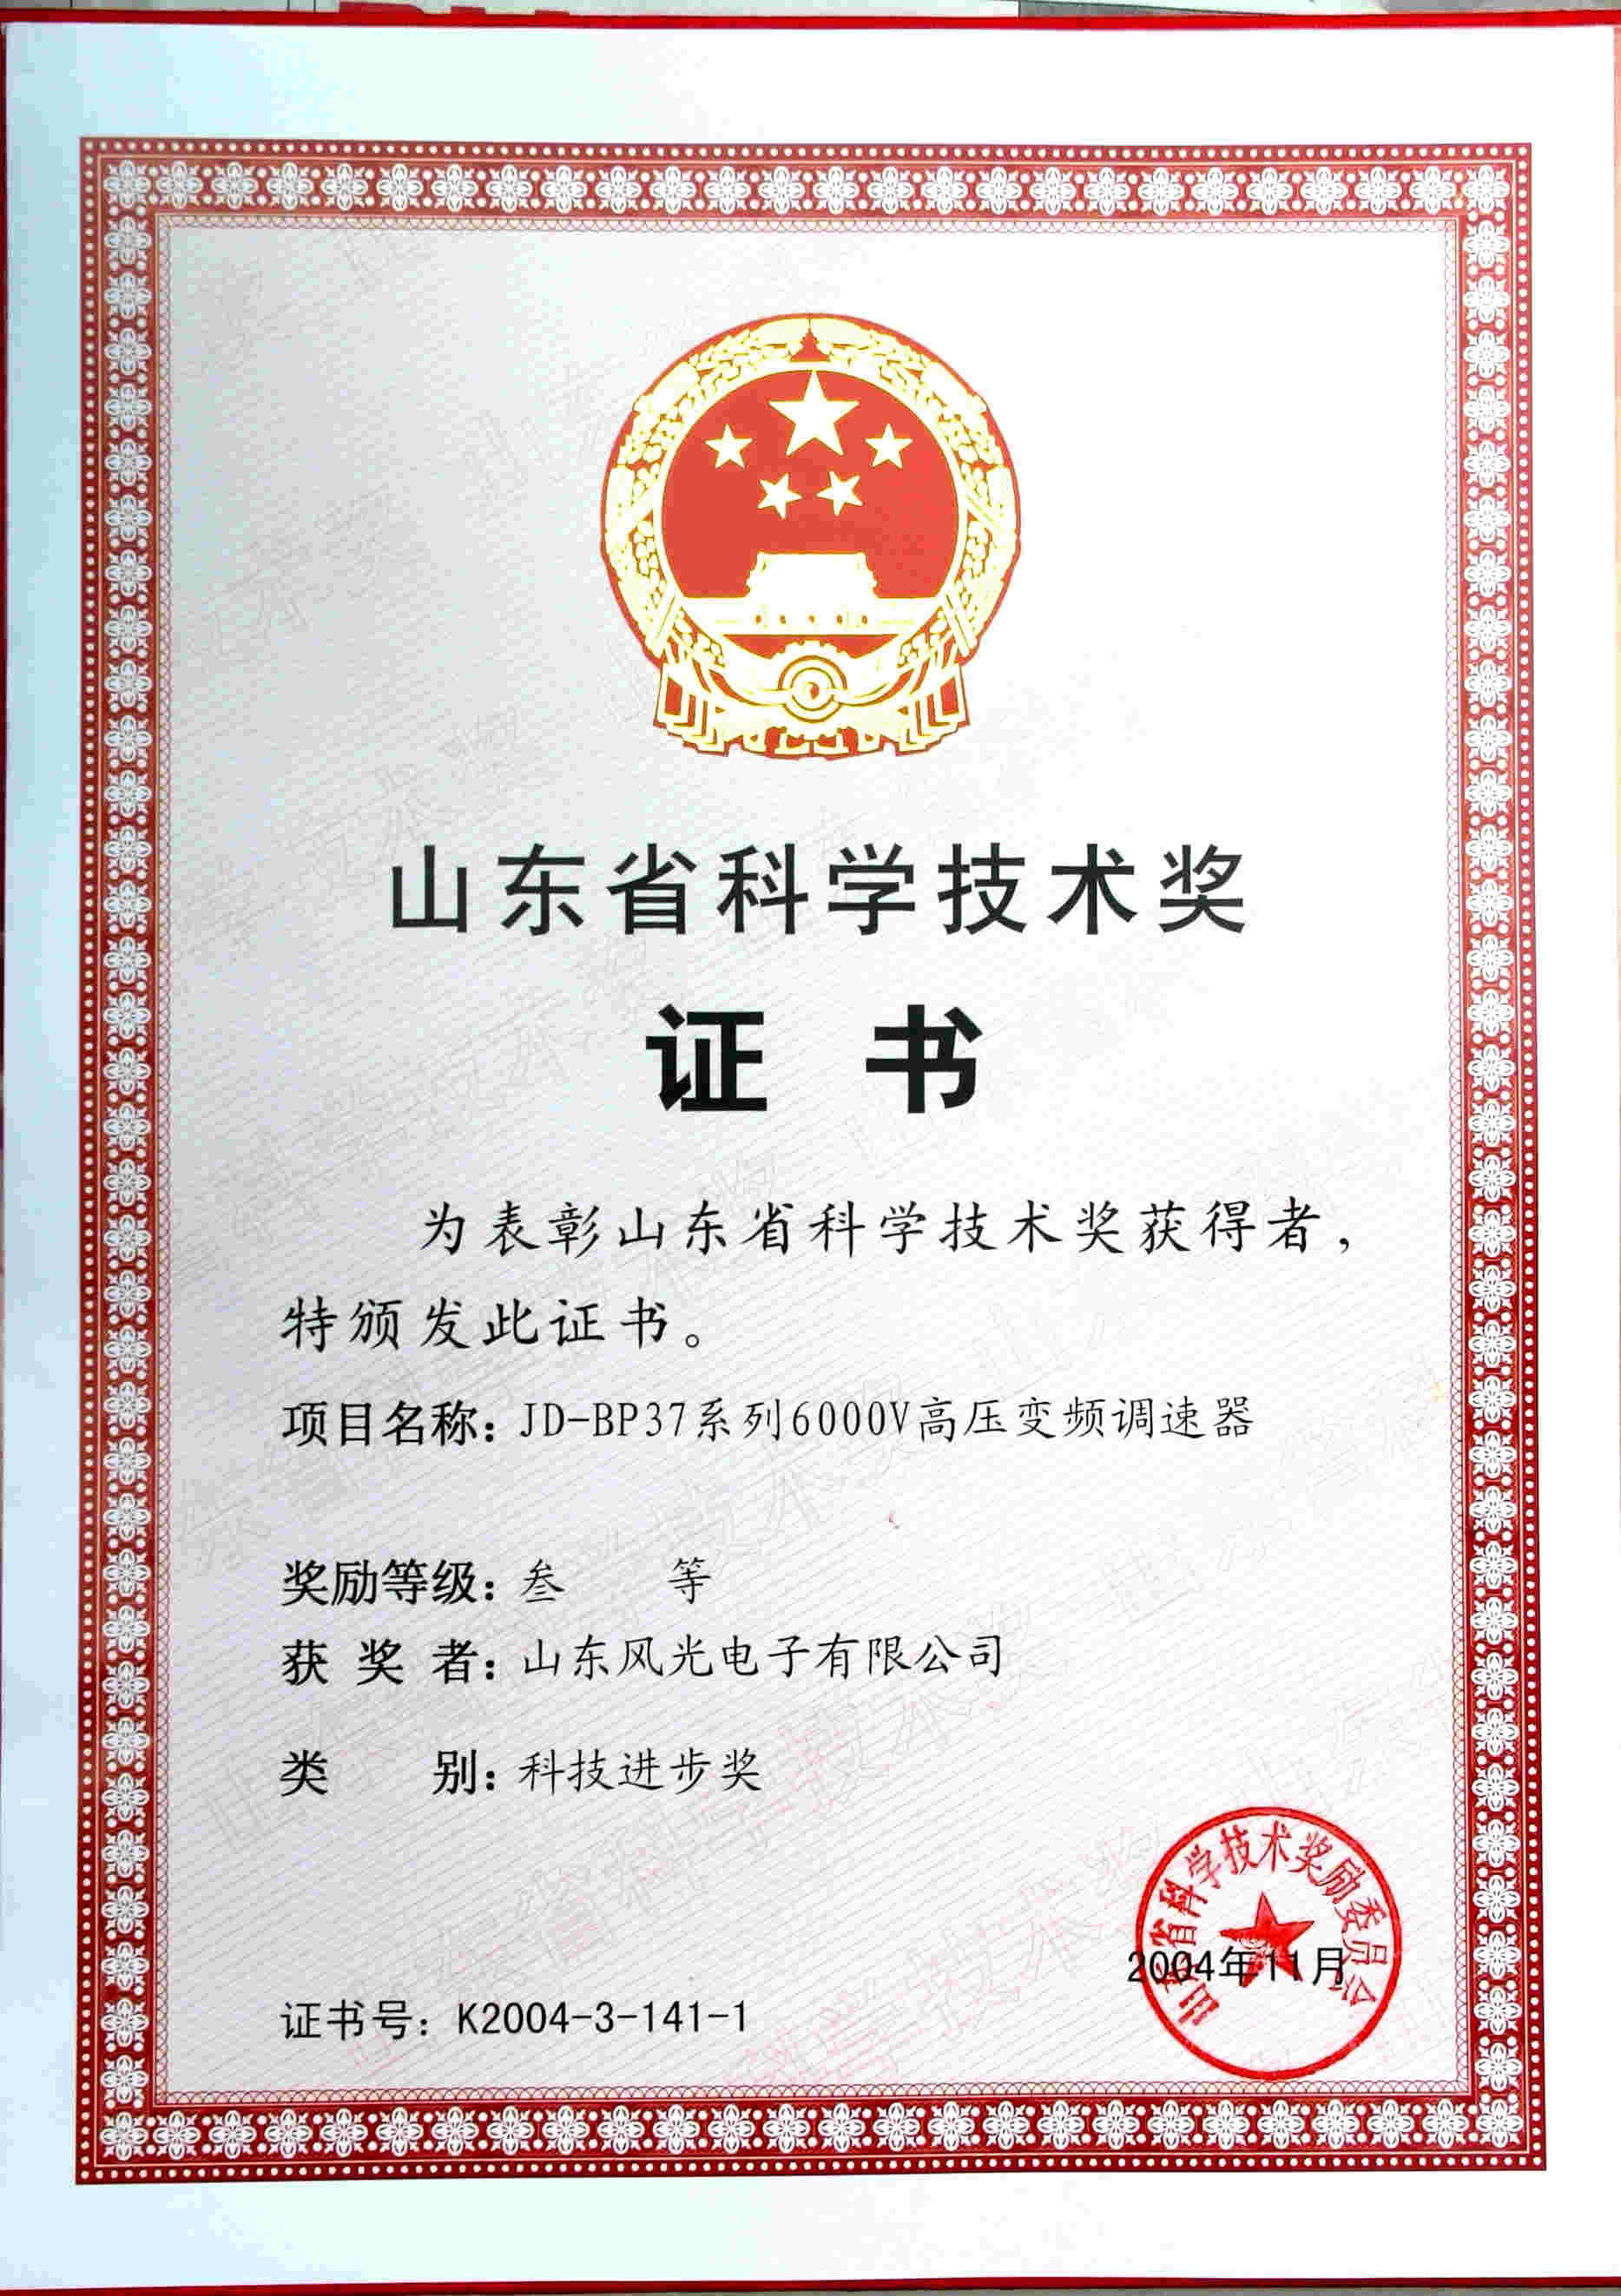 山东省科学技术奖
证书
为表彰山东省科学技术奖获得者，
特颁发此证书。
项目名称：JD-BP37系列6000V高压变频调速器
奖励等级：叁 等
获奖者：山东风光电子有限公司
类别：科技进步奖
山东省科学技术奖励委员会
2004年11月
证书号：K2004-3-141-1